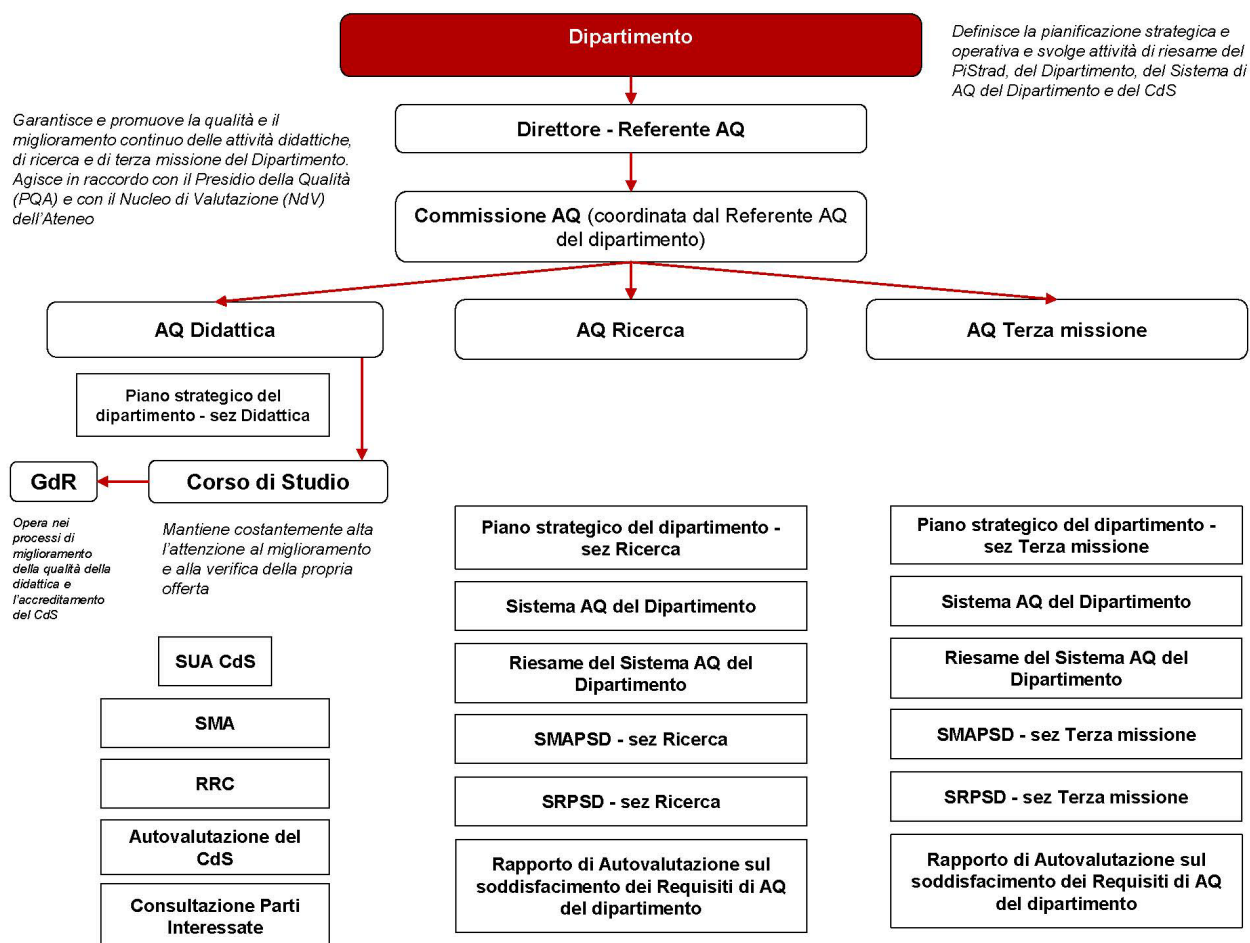 Dipartimento
Definisce la pianificazione strategica e
operativa e svolge attività di riesame del
PiStrad, del Dipartimento, del Sistema di
AQ del Dipartimento e del CdS
Garantisce e promuove la qualità e il
miglioramento continuo delle attività didattiche,
di ricerca e di terza missione del Dipartimento.
Agisce in raccordo con il Presidio della Qualità
(PQA) e con il Nucleo di Valutazione (NdV)
dell'Ateneo
Direttore - Referente AQ
Commissione AQ (coordinata dal Referente AQ
del dipartimento)
AQ Didattica
AQ Ricerca
AQ Terza missione
Piano strategico del
dipartimento - sez Didattica
GdR
Corso di Studio
Opera nei
processi di
miglioramento
della qualità della
didattica e
l'accreditamento
del CdS
Mantiene costantemente alta
l'attenzione al miglioramento
e alla verifica della propria
offerta
SUA CdS
SMA
RRC
Autovalutazione del
CdS
Consultazione Parti
Interessate
Piano strategico del dipartimento -
sez Ricerca
Sistema AQ del Dipartimento
Riesame del Sistema AQ del
Dipartimento
SMAPSD - sez Ricerca
SRPSD - sez Ricerca
Rapporto di Autovalutazione sul
soddisfacimento dei Requisiti di AQ
del dipartimento
Piano strategico del dipartimento -
sez Terza missione
Sistema AQ del Dipartimento
Riesame del Sistema AQ del
Dipartimento
SMAPSD - sez Terza missione
SRPSD - sez Terza missione
Rapporto di Autovalutazione sul
soddisfacimento dei Requisiti di AQ
del dipartimento